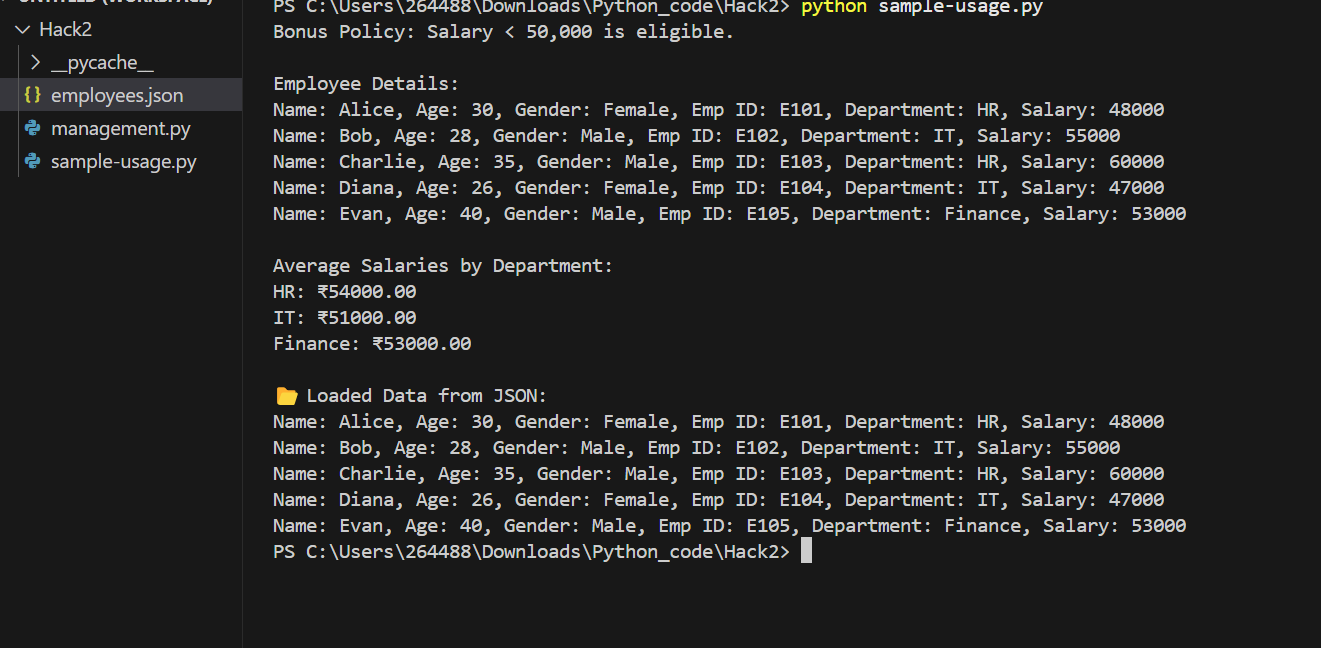 UNTITLED (WORKSPACE)
Hack2
__pycache__
employees.json
management.py
sample-usage.py
PS C:\Users\264488\Downloads\Python_code\Hack2> python sample-usage.py
Bonus Policy: Salary < 50,000 is eligible.
Employee Details:
Name: Alice, Age: 30, Gender: Female, Emp ID: E101, Department: HR, Salary: 48000
Name: Bob, Age: 28, Gender: Male, Emp ID: E102, Department: IT, Salary: 55000
Name: Charlie, Age: 35, Gender: Male, Emp ID: E103, Department: HR, Salary: 60000
Name: Diana, Age: 26, Gender: Female, Emp ID: E104, Department: IT, Salary: 47000
Name: Evan, Age: 40, Gender: Male, Emp ID: E105, Department: Finance, Salary: 53000
Average Salaries by Department:
HR: ₹54000.00
IT: ₹51000.00
Finance: ₹53000.00
📂 Loaded Data from JSON:
Name: Alice, Age: 30, Gender: Female, Emp ID: E101, Department: HR, Salary: 48000
Name: Bob, Age: 28, Gender: Male, Emp ID: E102, Department: IT, Salary: 55000
Name: Charlie, Age: 35, Gender: Male, Emp ID: E103, Department: HR, Salary: 60000
Name: Diana, Age: 26, Gender: Female, Emp ID: E104, Department: IT, Salary: 47000
Name: Evan, Age: 40, Gender: Male, Emp ID: E105, Department: Finance, Salary: 53000
PS C:\Users\264488\Downloads\Python_code\Hack2>